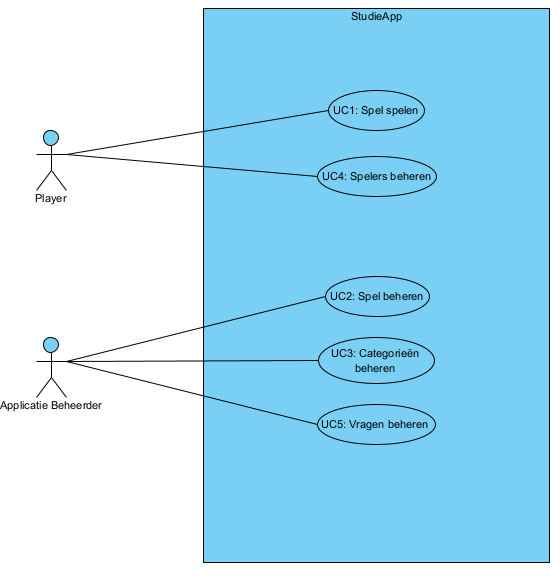 StudieApp
UC1: Spel spelen
UC4: Spelers beheren
Player
UC2: Spel beheren
UC3: Categorieën
beheren
Applicatie Beheerder
UC5: Vragen beheren